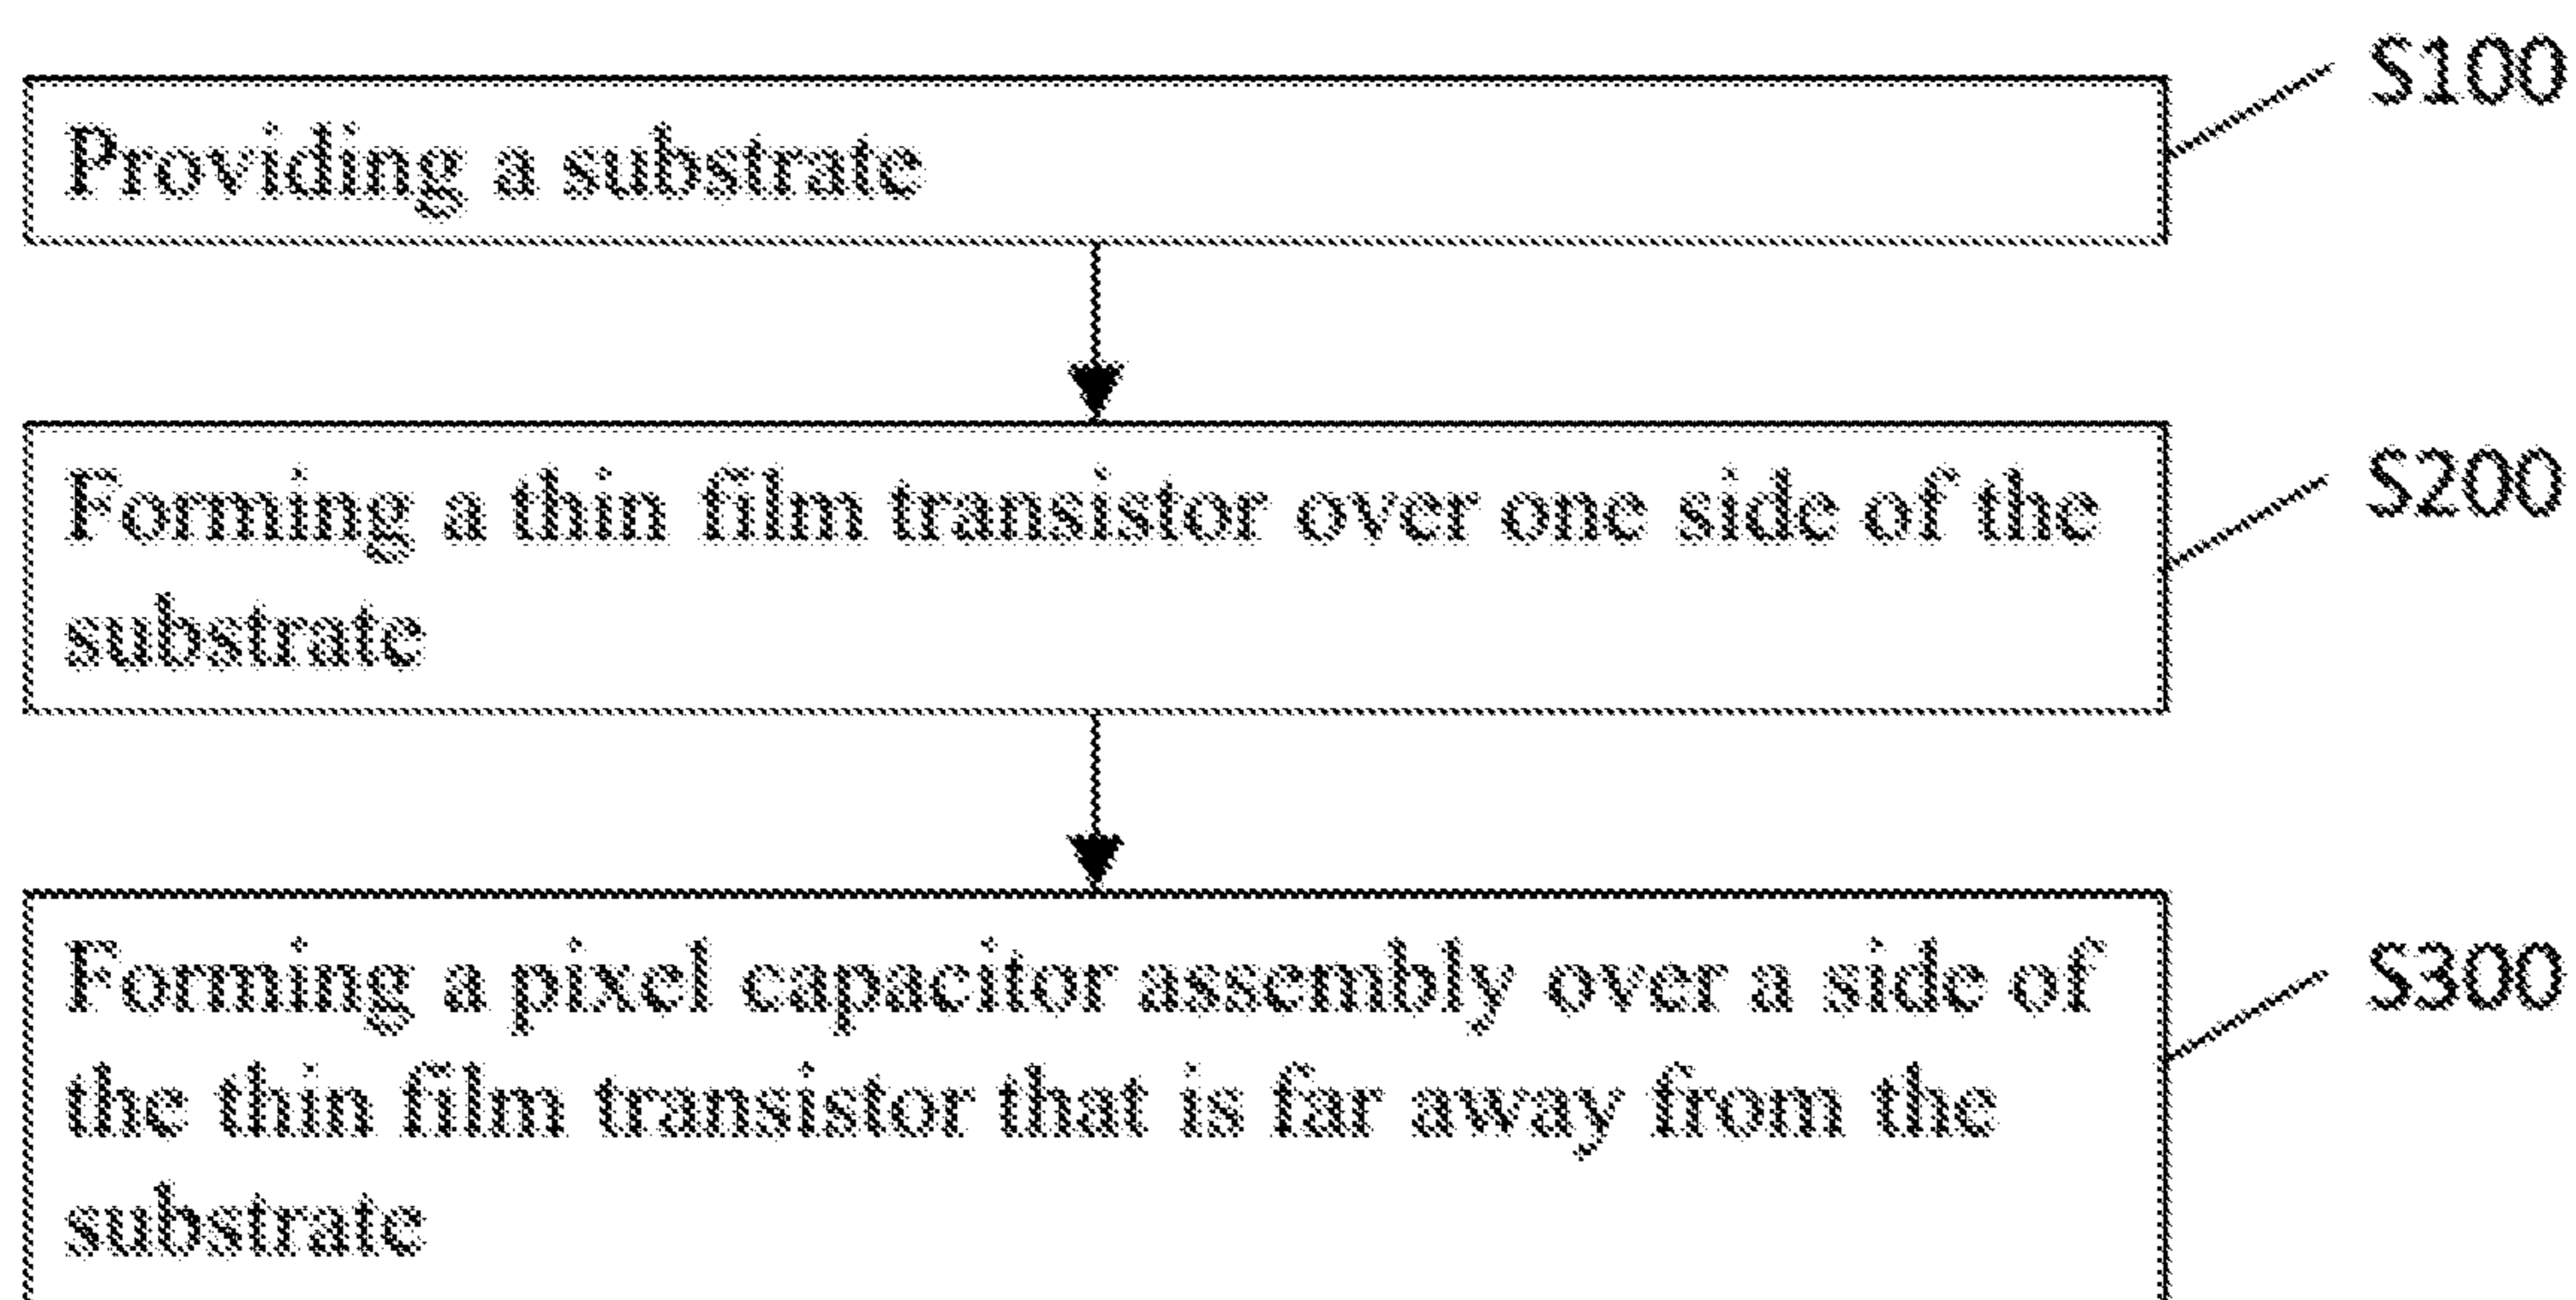 S100
Providing a substrate
S200
Forming a thin film transistor over one side of the
substrate
S300
Forming a pixel capacitor assembly over a side of
the thin film transistor that is far away from the
substrate